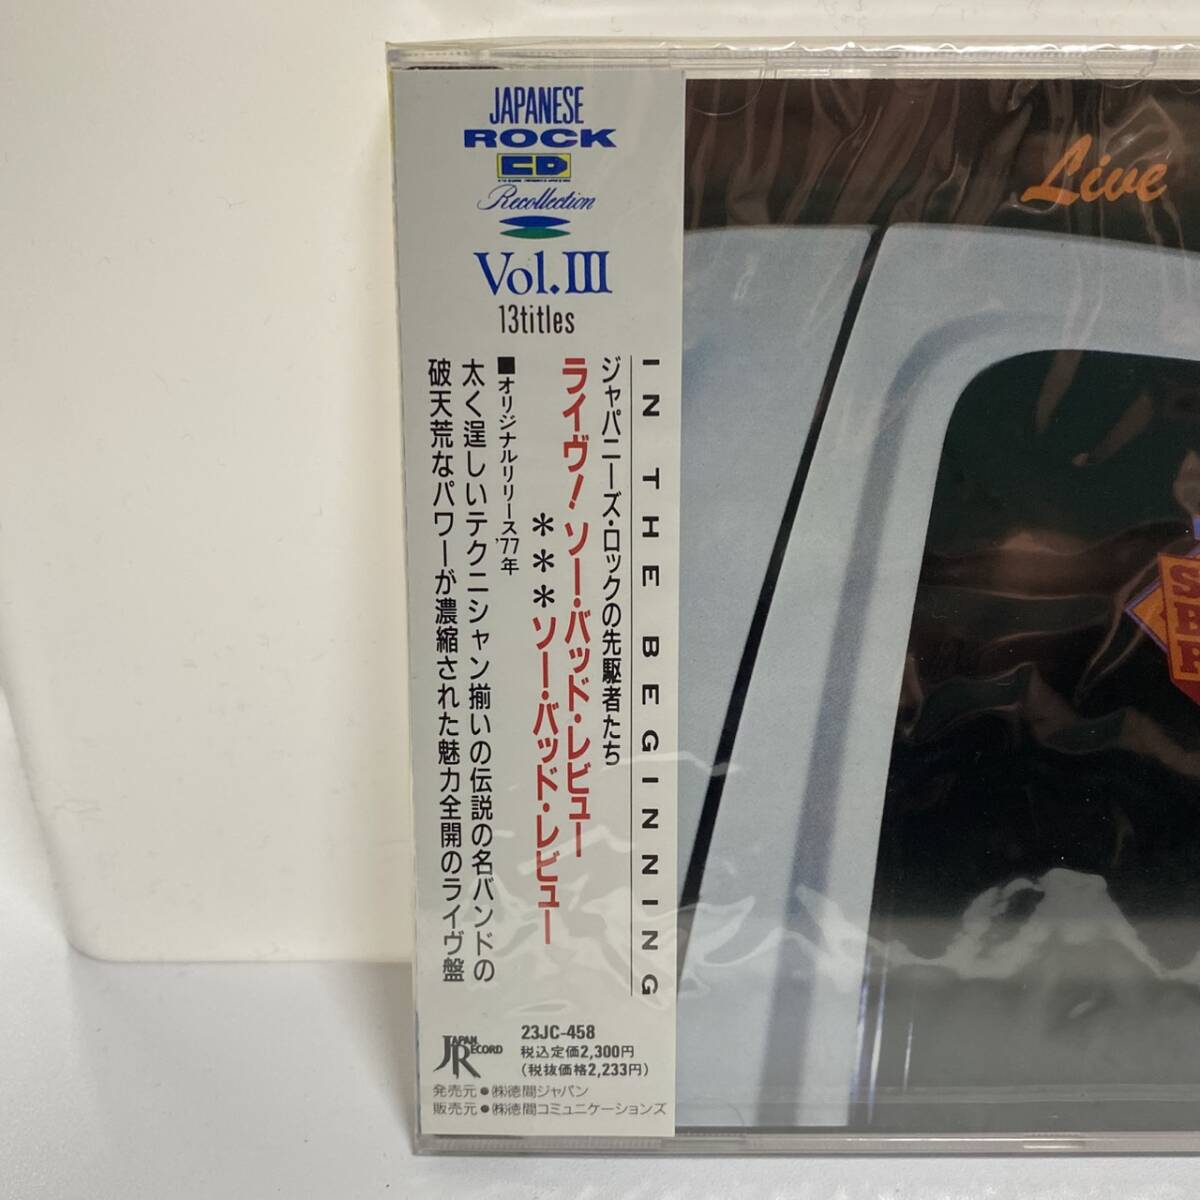 JAPANESE
ROCK
CD
Recollection
Vol.III
13titles
IN THE BEGINNING
ジャパニーズ・ロックの先駆者たち
ライヴ!ソー・バッド・レビュー
***ソー・バッド・レビュー
■オリジナルリリース'77年
太く逞しいテクニシャン揃いの伝説の名バンドの
破天荒なパワーが濃縮された魅力全開のライヴ盤
JAPAN RECORD
23JC-458
税込定価2,300円
(税抜価格2,233円)
発売元●㈱徳間ジャパン
販売元●㈱徳間コミュニケーションズ
Live